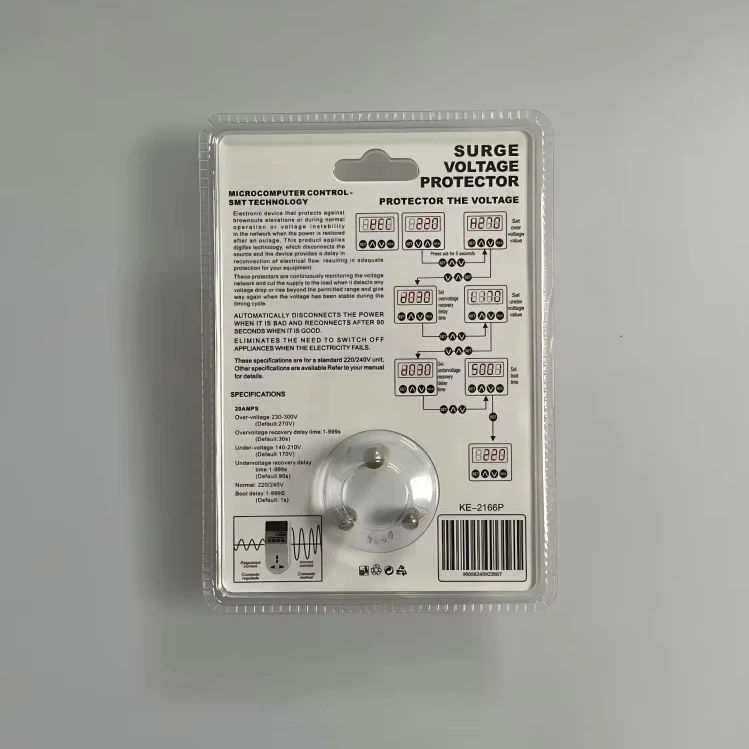 SURGE
VOLTAGE
PROTECTOR
PROTECTOR THE VOLTAGE
MICROCOMPUTER CONTROL-
SMT TECHNOLOGY
Electronic device that protects against
brownouls elevations or during normal
operation or voltage instability
in the network when the power is restored
after an outage. This product applies
digifex technology, which disconnects the
source and the device provides a delay in
reconnection of electrical flow resulting in adequate
protection for your equipment.
These protectors are continuously monitoring the voltage
network and cut the supply to the load when it delects any
voltage drop or rise beyond the permitted range and give
way again when the voltage has been stable during the
timing cycle.
AUTOMATICALLY DISCONNECTS THE POWER
WHEN IT IS BAD AND RECONNECTS AFTER 90
SECONDS WHEN IT IS GOOD.
ELIMINATES THE NEED TO SWITCH OFF
APPLIANCES WHEN THE ELECTRICITY FAILS.
These specifications are for a standard 220/240V unit.
Other specifications are available Refer to your manual
for details.
SPECIFICATIONS
20AMPS
Over-voltage 230-300V
(Default:270V)
Overvoltage recovery delay time:1-999s
(Default:30s)
Under-voltage:140-210V
(Default:170V)
Undervoltage recovery delay
time:1-999s
(Default:90s)
Normal 220/240V
Boot delay 1-999S
(Default: 1s)
220
H270
Set
over
voltage
value
Press set for 5 seconds
d030
Set
overvoltage
recovery
delay
time
L170
Set
under
voltage
value
d030
Set
undervoltage
recovery
delay
time
S001
time
220
KE-2166P